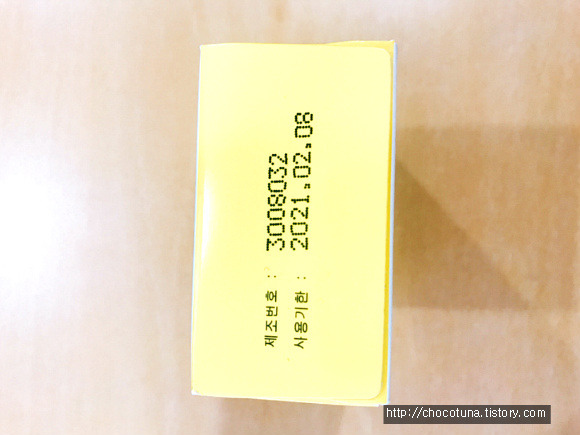 제조번호 : 3008032
사용기한 : 2021.02.08
http://chocotuna.tistory.com